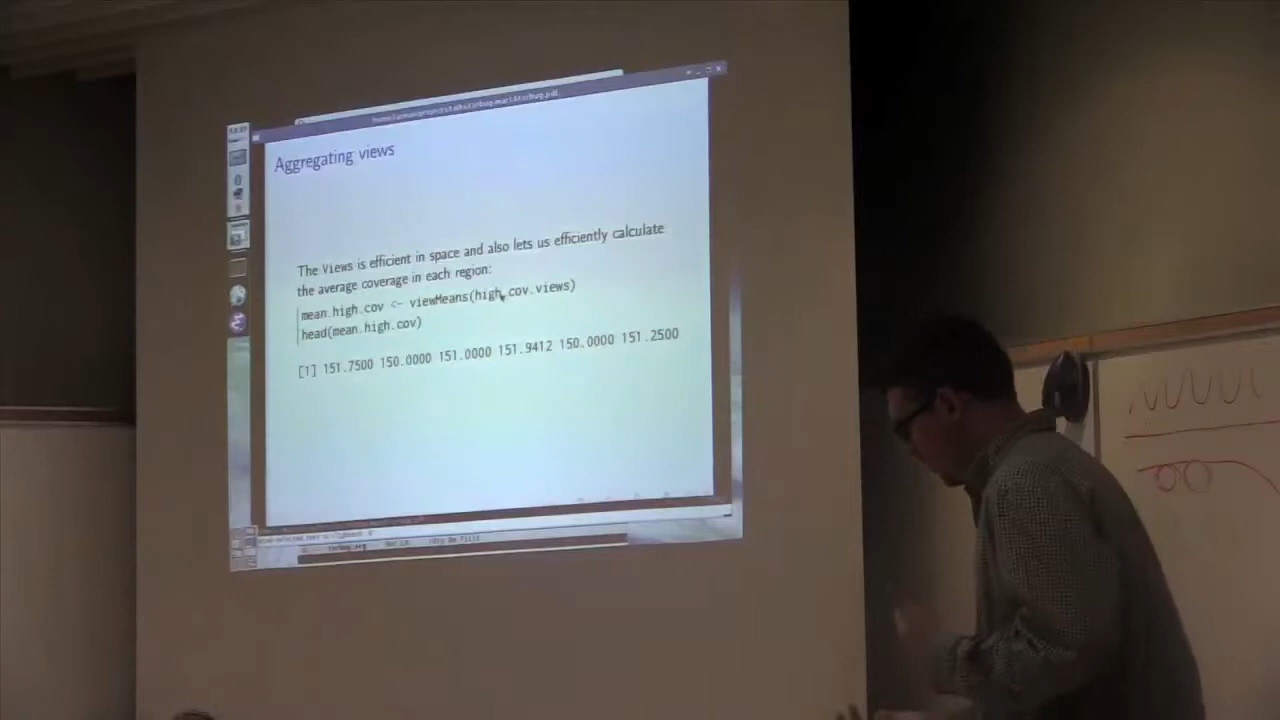 Aggregating views
The Views is efficient in space and also lets us efficiently calculate
the average coverage in each region:
mean.high.cov <- viewMeans(high.cov.views)
head(mean.high.cov)
[1] 151.7500 150.0000 151.0000 151.9412 150.0000 151.2500